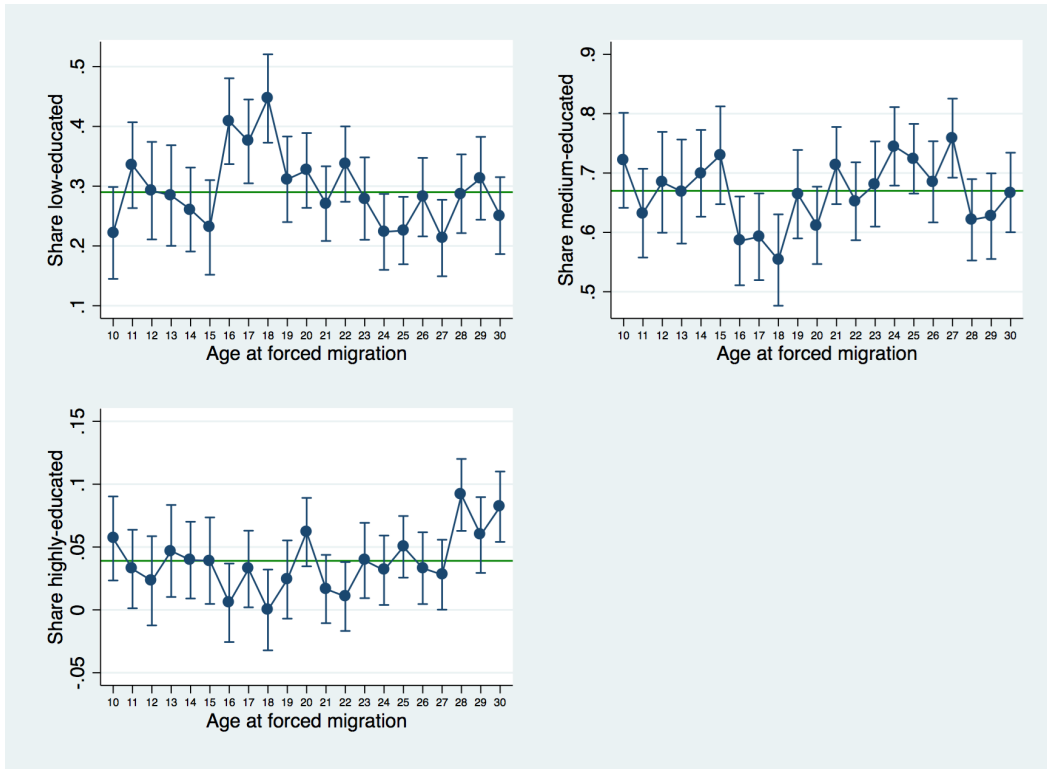 Share low-educated
.5
.4
.3
.2
.1
10 11 12 13 14 15 16 17 18 19 20 21 22 23 24 25 26 27 28 29 30
Age at forced migration
Share medium-educated
.9
.8
.7
.6
.5
10 11 12 13 14 15 16 17 18 19 20 21 22 23 24 25 26 27 28 29 30
Age at forced migration
Share highly-educated
.15
.1
.05
0
-.05
10 11 12 13 14 15 16 17 18 19 20 21 22 23 24 25 26 27 28 29 30
Age at forced migration